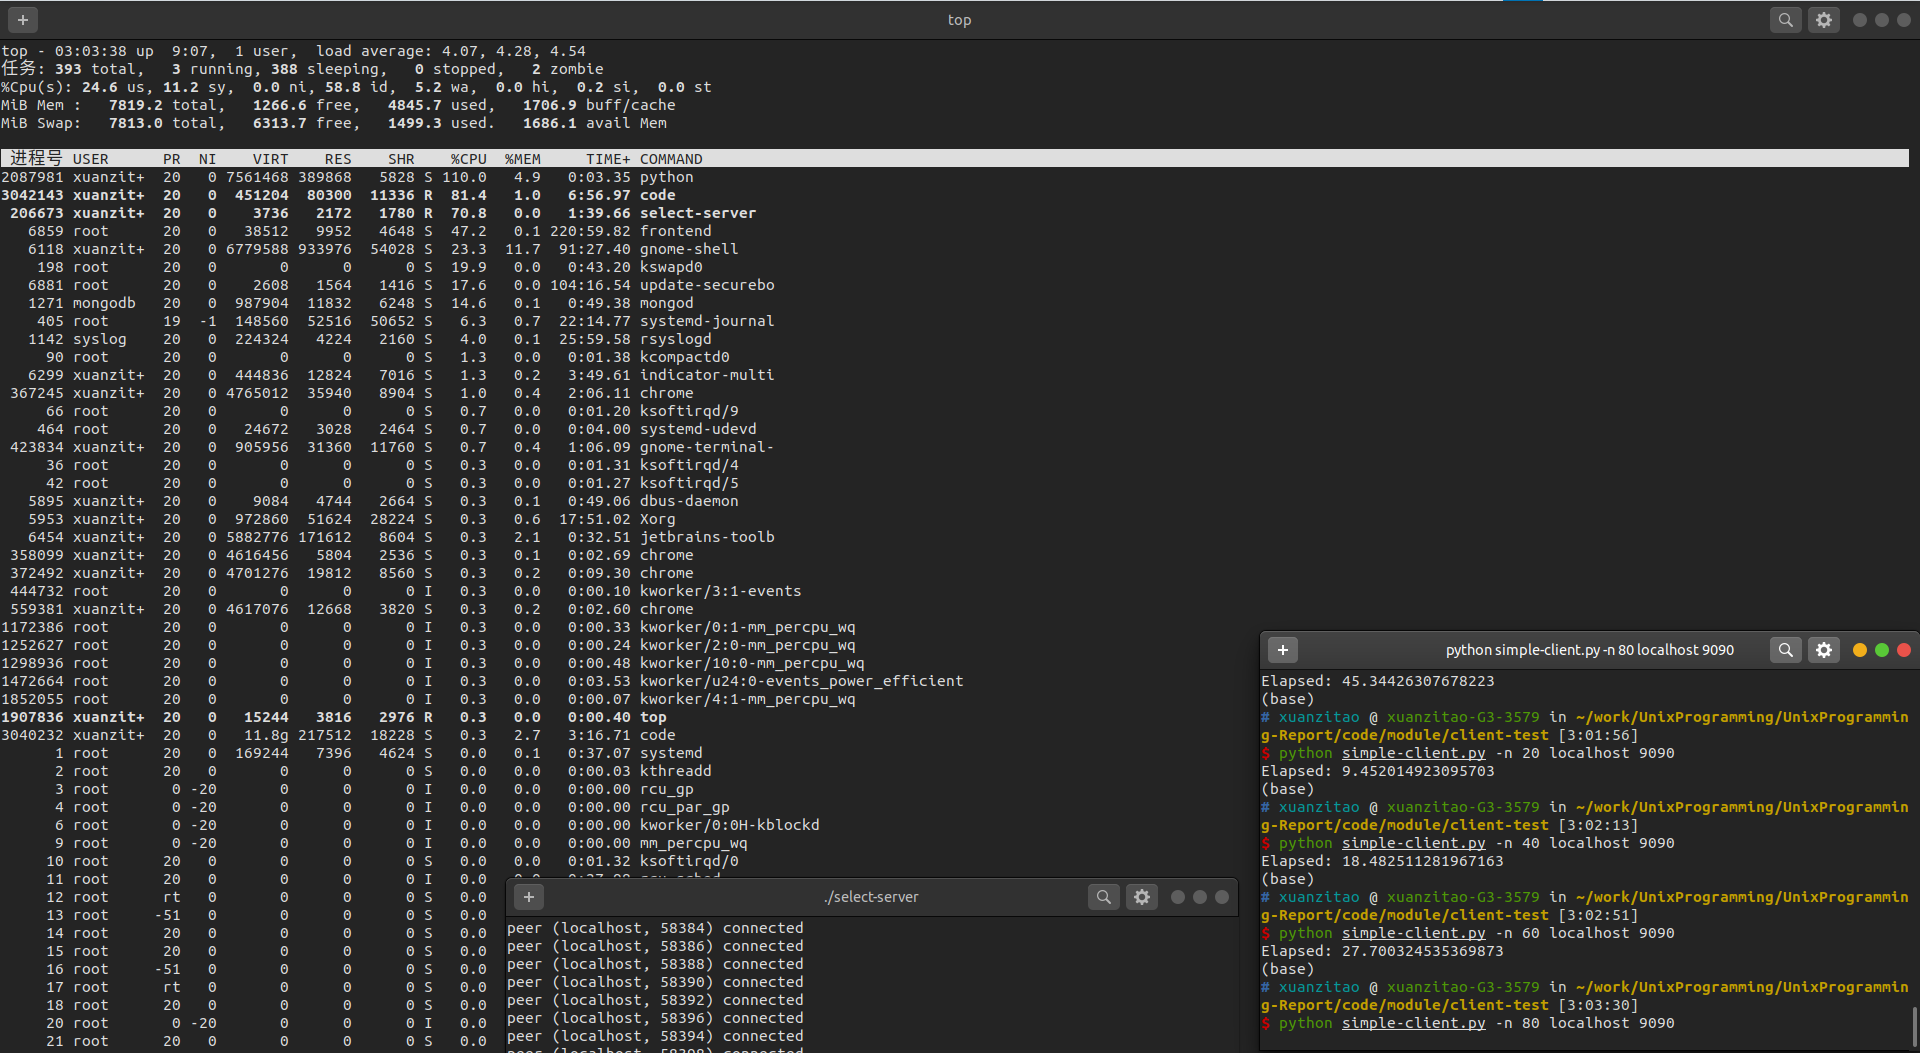 top
top - 03:03:38 up  9:07,  1 user,  load average: 4.07, 4.28, 4.54
任务: 393 total,   3 running, 388 sleeping,   0 stopped,   2 zombie
%Cpu(s): 24.6 us, 11.2 sy,  0.0 ni, 58.8 id,  5.2 wa,  0.0 hi,  0.2 si,  0.0 st
MiB Mem :   7819.2 total,   1266.6 free,   4845.7 used,   1706.9 buff/cache
MiB Swap:   7813.0 total,   6313.7 free,   1499.3 used.   1686.1 avail Mem
进程号 USER      PR  NI    VIRT    RES    SHR    %CPU  %MEM     TIME+ COMMAND
2087981 xuanzit+  20   0 7561468 389868   5828 S 110.0   4.9   0:03.35 python
3042143 xuanzit+  20   0  451204  80300  11336 R  81.4   1.0   6:56.97 code
206673 xuanzit+  20   0    3736   2172   1780 R  70.8   0.0   1:39.66 select-server
6859 root      20   0   38512   9952   4648 S  47.2   0.1 220:59.82 frontend
6118 xuanzit+  20   0 6779588 933976  54028 S  23.3  11.7  91:27.40 gnome-shell
198 root      20   0       0      0      0 S  19.9   0.0   0:43.20 kswapd0
6881 root      20   0    2608   1564   1416 S  17.6   0.0 104:16.54 update-securebo
1271 mongodb   20   0  987904  11832   6248 S  14.6   0.1   0:49.38 mongod
405 root      19  -1  148560  52516  50652 S   6.3   0.7  22:14.77 systemd-journal
1142 syslog    20   0  224324   4224   2160 S   4.0   0.1  25:59.58 rsyslogd
90 root      20   0       0      0      0 S   1.3   0.0   0:01.38 kcompactd0
6299 xuanzit+  20   0  444836  12824   7016 S   1.3   0.2   3:49.61 indicator-multi
367245 xuanzit+  20   0 4765012  35940   8904 S   1.0   0.4   2:06.11 chrome
66 root      20   0       0      0      0 S   0.7   0.0   0:01.20 ksoftirqd/9
464 root      20   0   24672   3028   2464 S   0.7   0.0   0:04.00 systemd-udevd
423834 xuanzit+  20   0  905956  31360  11760 S   0.7   0.4   1:06.09 gnome-terminal-
36 root      20   0       0      0      0 S   0.3   0.0   0:01.31 ksoftirqd/4
42 root      20   0       0      0      0 S   0.3   0.0   0:01.27 ksoftirqd/5
5895 xuanzit+  20   0    9084   4744   2664 S   0.3   0.1   0:49.06 dbus-daemon
5953 xuanzit+  20   0  972860  51624  28224 S   0.3   0.6  17:51.02 Xorg
6454 xuanzit+  20   0 5882776 171612   8604 S   0.3   2.1   0:32.51 jetbrains-toolb
358099 xuanzit+  20   0 4616456   5804   2536 S   0.3   0.1   0:02.69 chrome
372492 xuanzit+  20   0 4701276  19812   8560 S   0.3   0.2   0:09.30 chrome
444732 root      20   0       0      0      0 I   0.3   0.0   0:00.10 kworker/3:1-events
559381 xuanzit+  20   0 4617076  12668   3820 S   0.3   0.2   0:02.60 chrome
1172386 root      20   0       0      0      0 I   0.3   0.0   0:00.33 kworker/0:1-mm_percpu_wq
1252627 root      20   0       0      0      0 I   0.3   0.0   0:00.24 kworker/2:0-mm_percpu_wq
1298936 root      20   0       0      0      0 I   0.3   0.0   0:00.48 kworker/10:0-mm_percpu_wq
1472664 root      20   0       0      0      0 I   0.3   0.0   0:03.53 kworker/u24:0-events_power_efficient
1852055 root      20   0       0      0      0 I   0.3   0.0   0:00.07 kworker/4:1-mm_percpu_wq
1907836 xuanzit+  20   0   15244   3816   2976 R   0.3   0.0   0:00.40 top
3040232 xuanzit+  20   0   11.8g 217512  18228 S   0.3   2.7   3:16.71 code
1 root      20   0  169244   7396   4624 S   0.0   0.1   0:37.07 systemd
2 root      20   0       0      0      0 S   0.0   0.0   0:00.03 kthreadd
3 root       0 -20       0      0      0 I   0.0   0.0   0:00.00 rcu_gp
4 root       0 -20       0      0      0 I   0.0   0.0   0:00.00 rcu_par_gp
6 root       0 -20       0      0      0 I   0.0   0.0   0:00.00 kworker/0:0H-kblockd
9 root       0 -20       0      0      0 I   0.0   0.0   0:00.00 mm_percpu_wq
10 root      20   0       0      0      0 S   0.0   0.0   0:01.32 ksoftirqd/0
11 root      20   0       0      0      0 I   0.0
12 root      rt   0       0      0      0 S   0.0
13 root     -51   0       0      0      0 S   0.0
14 root      20   0       0      0      0 S   0.0
15 root      20   0       0      0      0 S   0.0
16 root     -51   0       0      0      0 S   0.0
17 root      rt   0       0      0      0 S   0.0
18 root      20   0       0      0      0 S   0.0
20 root       0 -20       0      0      0 I   0.0
21 root      20   0       0      0      0 S   0.0
./select-server
peer (localhost, 58384) connected
peer (localhost, 58386) connected
peer (localhost, 58388) connected
peer (localhost, 58390) connected
peer (localhost, 58392) connected
peer (localhost, 58396) connected
peer (localhost, 58394) connected
python simple-client.py -n 80 localhost 9090
Elapsed: 45.34426307678223
(base)
# xuanzitao @ xuanzitao-G3-3579 in ~/work/UnixProgramming/UnixProgrammin
g-Report/code/module/client-test [3:01:56]
$ python simple-client.py -n 20 localhost 9090
Elapsed: 9.452014923095703
(base)
# xuanzitao @ xuanzitao-G3-3579 in ~/work/UnixProgramming/UnixProgrammin
g-Report/code/module/client-test [3:02:13]
$ python simple-client.py -n 40 localhost 9090
Elapsed: 18.482511281967163
(base)
# xuanzitao @ xuanzitao-G3-3579 in ~/work/UnixProgramming/UnixProgrammin
g-Report/code/module/client-test [3:02:51]
$ python simple-client.py -n 60 localhost 9090
Elapsed: 27.700324535369873
(base)
# xuanzitao @ xuanzitao-G3-3579 in ~/work/UnixProgramming/UnixProgrammin
g-Report/code/module/client-test [3:03:30]
$ python simple-client.py -n 80 localhost 9090